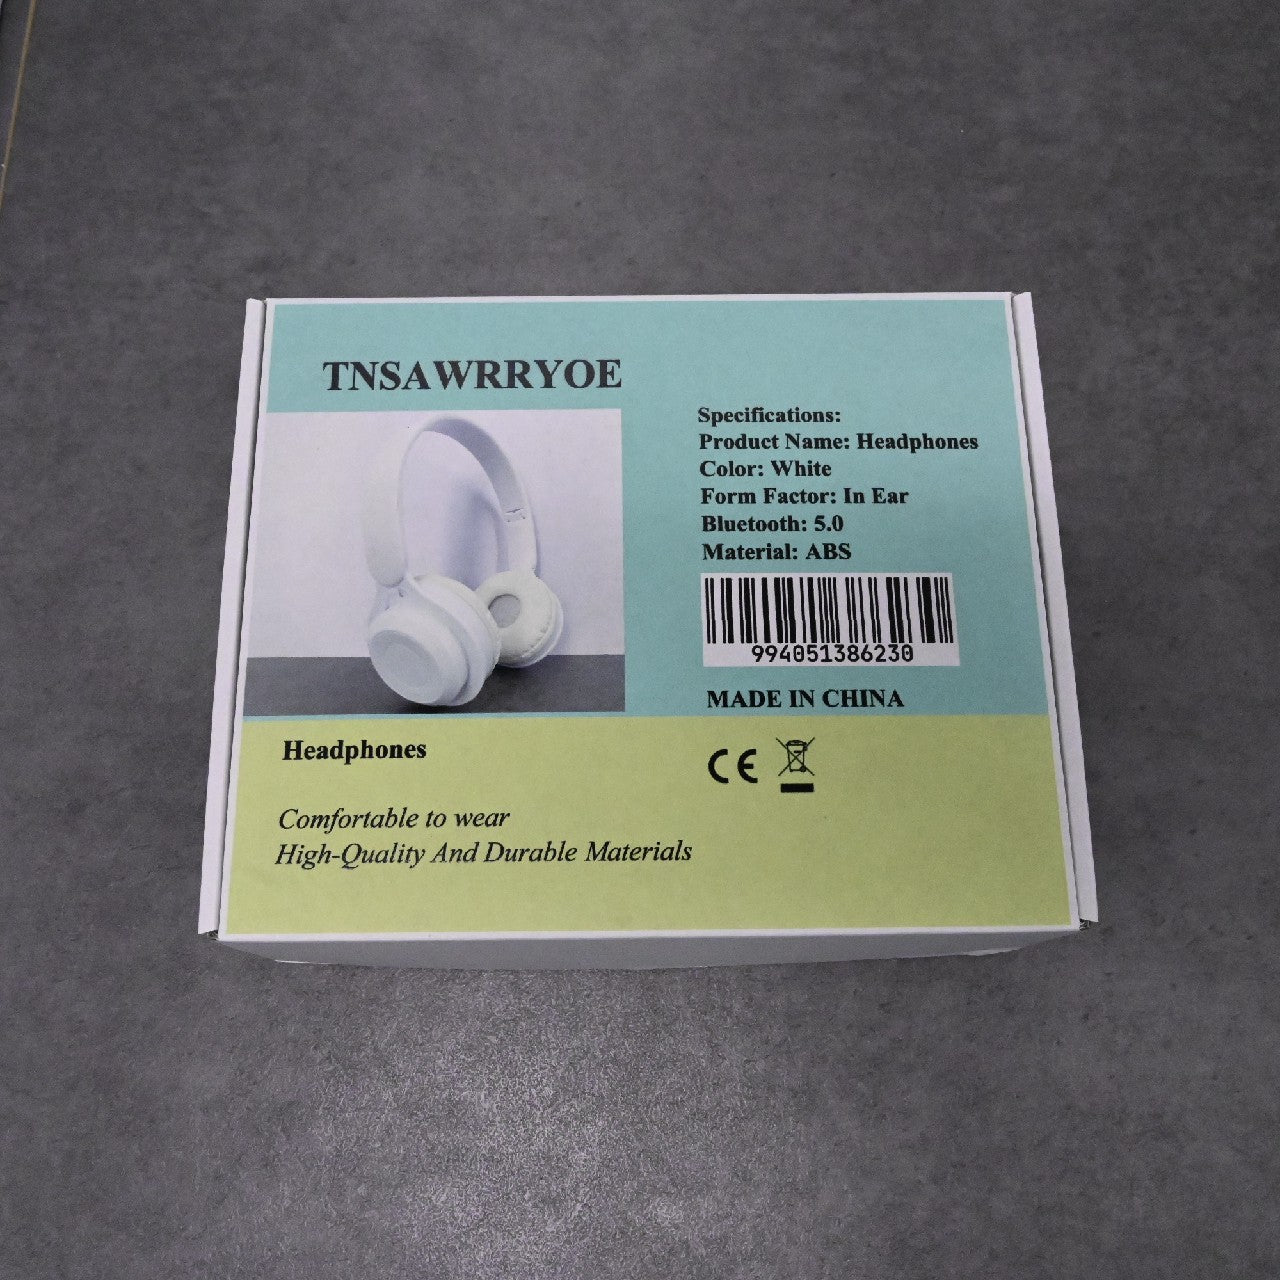 TNSAWRRYOE
Specifications:
Product Name: Headphones
Color: White
Form Factor: In Ear
Bluetooth: 5.0
Material: ABS
994051386230
MADE IN CHINA
CE
Headphones
Comfortable to wear
High-Quality And Durable Materials